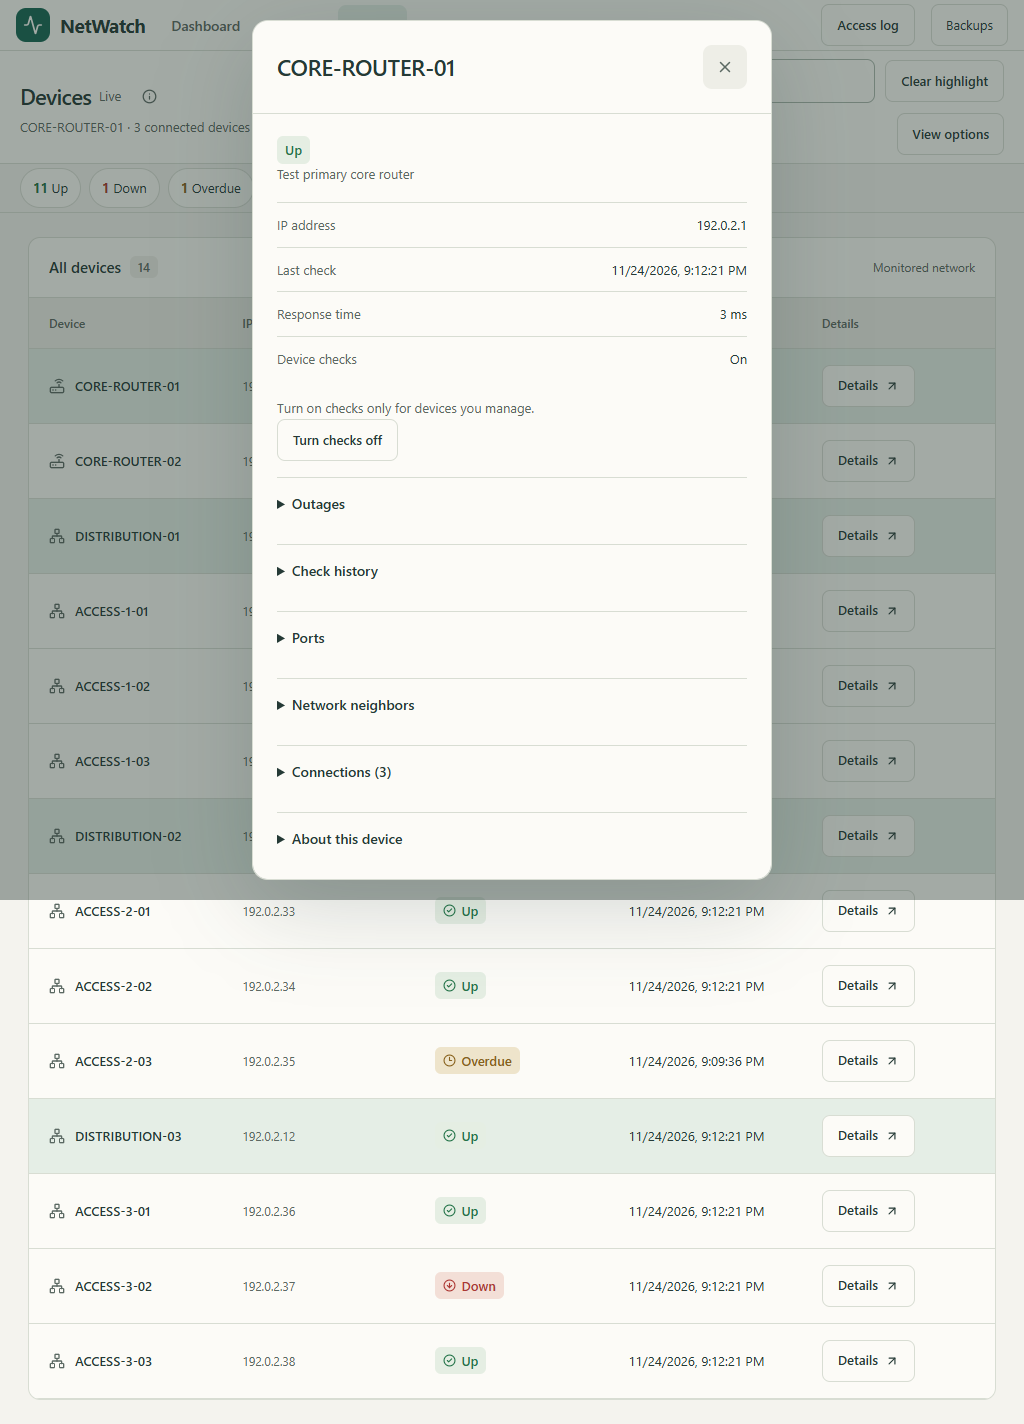 NetWatch
Dashboard
Access log
Backups
CORE-ROUTER-01
Devices Live
Clear highlight
CORE-ROUTER-01 · 3 connected devices
View options
11 Up
1 Down
1 Overdue
Up
Test primary core router
IP address 192.0.2.1
Last check 11/24/2026, 9:12:21 PM
Response time 3 ms
Device checks On
Turn on checks only for devices you manage.
Turn checks off
Outages
Check history
Ports
Network neighbors
Connections (3)
About this device
All devices 14
Monitored network
Device IP Details
CORE-ROUTER-01 19 Details
CORE-ROUTER-02 19 Details
DISTRIBUTION-01 19 Details
ACCESS-1-01 19 Details
ACCESS-1-02 19 Details
ACCESS-1-03 19 Details
DISTRIBUTION-02 19 Details
ACCESS-2-01 192.0.2.33 Up 11/24/2026, 9:12:21 PM Details
ACCESS-2-02 192.0.2.34 Up 11/24/2026, 9:12:21 PM Details
ACCESS-2-03 192.0.2.35 Overdue 11/24/2026, 9:09:36 PM Details
DISTRIBUTION-03 192.0.2.12 Up 11/24/2026, 9:12:21 PM Details
ACCESS-3-01 192.0.2.36 Up 11/24/2026, 9:12:21 PM Details
ACCESS-3-02 192.0.2.37 Down 11/24/2026, 9:12:21 PM Details
ACCESS-3-03 192.0.2.38 Up 11/24/2026, 9:12:21 PM Details